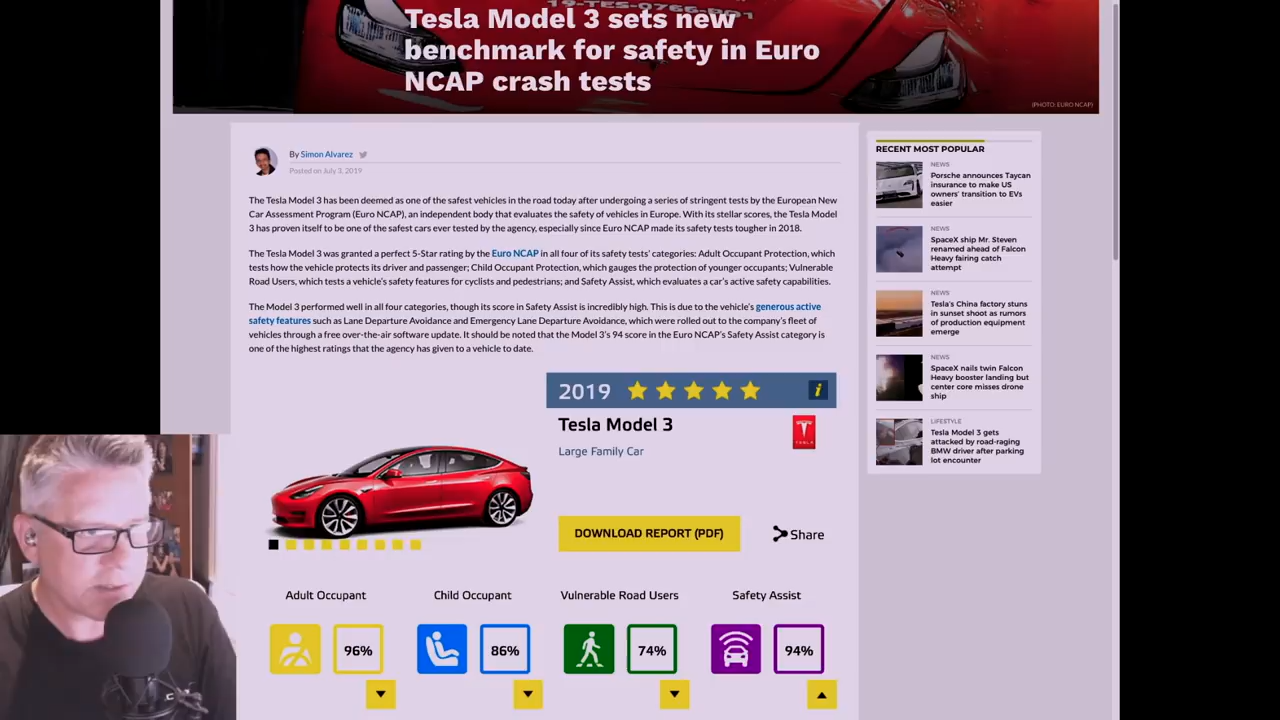 19-TES-0766-BO1
Tesla Model 3 sets new
benchmark for safety in Euro
NCAP crash tests
(PHOTO: EURO NCAP)
By Simon Alvarez
Posted on July 3, 2019
The Tesla Model 3 has been deemed as one of the safest vehicles in the road today after undergoing a series of stringent tests by the European New
Car Assessment Program (Euro NCAP), an independent body that evaluates the safety of vehicles in Europe. With its stellar scores, the Tesla Model
3 has proven itself to be one of the safest cars ever tested by the agency, especially since Euro NCAP made its safety tests tougher in 2018.
The Tesla Model 3 was granted a perfect 5-Star rating by the Euro NCAP in all four of its safety tests' categories: Adult Occupant Protection, which
tests how the vehicle protects its driver and passenger; Child Occupant Protection, which gauges the protection of younger occupants; Vulnerable
Road Users, which tests a vehicle's safety features for cyclists and pedestrians; and Safety Assist, which evaluates a car's active safety capabilities.
The Model 3 performed well in all four categories, though its score in Safety Assist is incredibly high. This is due to the vehicle's generous active
safety features such as Lane Departure Avoidance and Emergency Lane Departure Avoidance, which were rolled out to the company's fleet of
vehicles through a free over-the-air software update. It should be noted that the Model 3's 94 score in the Euro NCAP's Safety Assist category is
one of the highest ratings that the agency has given to a vehicle to date.
2019
i
Tesla Model 3
TESLA
Large Family Car
DOWNLOAD REPORT (PDF)
Share
Adult Occupant
Child Occupant
Vulnerable Road Users
Safety Assist
96%
86%
74%
94%
RECENT MOST POPULAR
NEWS
Porsche announces Taycan
insurance to make US
owners' transition to EVs
easier
NEWS
SpaceX ship Mr. Steven
renamed ahead of Falcon
Heavy fairing catch
attempt
NEWS
Tesla's China factory stuns
in sunset shoot as rumors
of production equipment
emerge
NEWS
SpaceX nails twin Falcon
Heavy booster landing but
center core misses drone
ship
LIFESTYLE
Tesla Model 3 gets
attacked by road-raging
BMW driver after parking
lot encounter